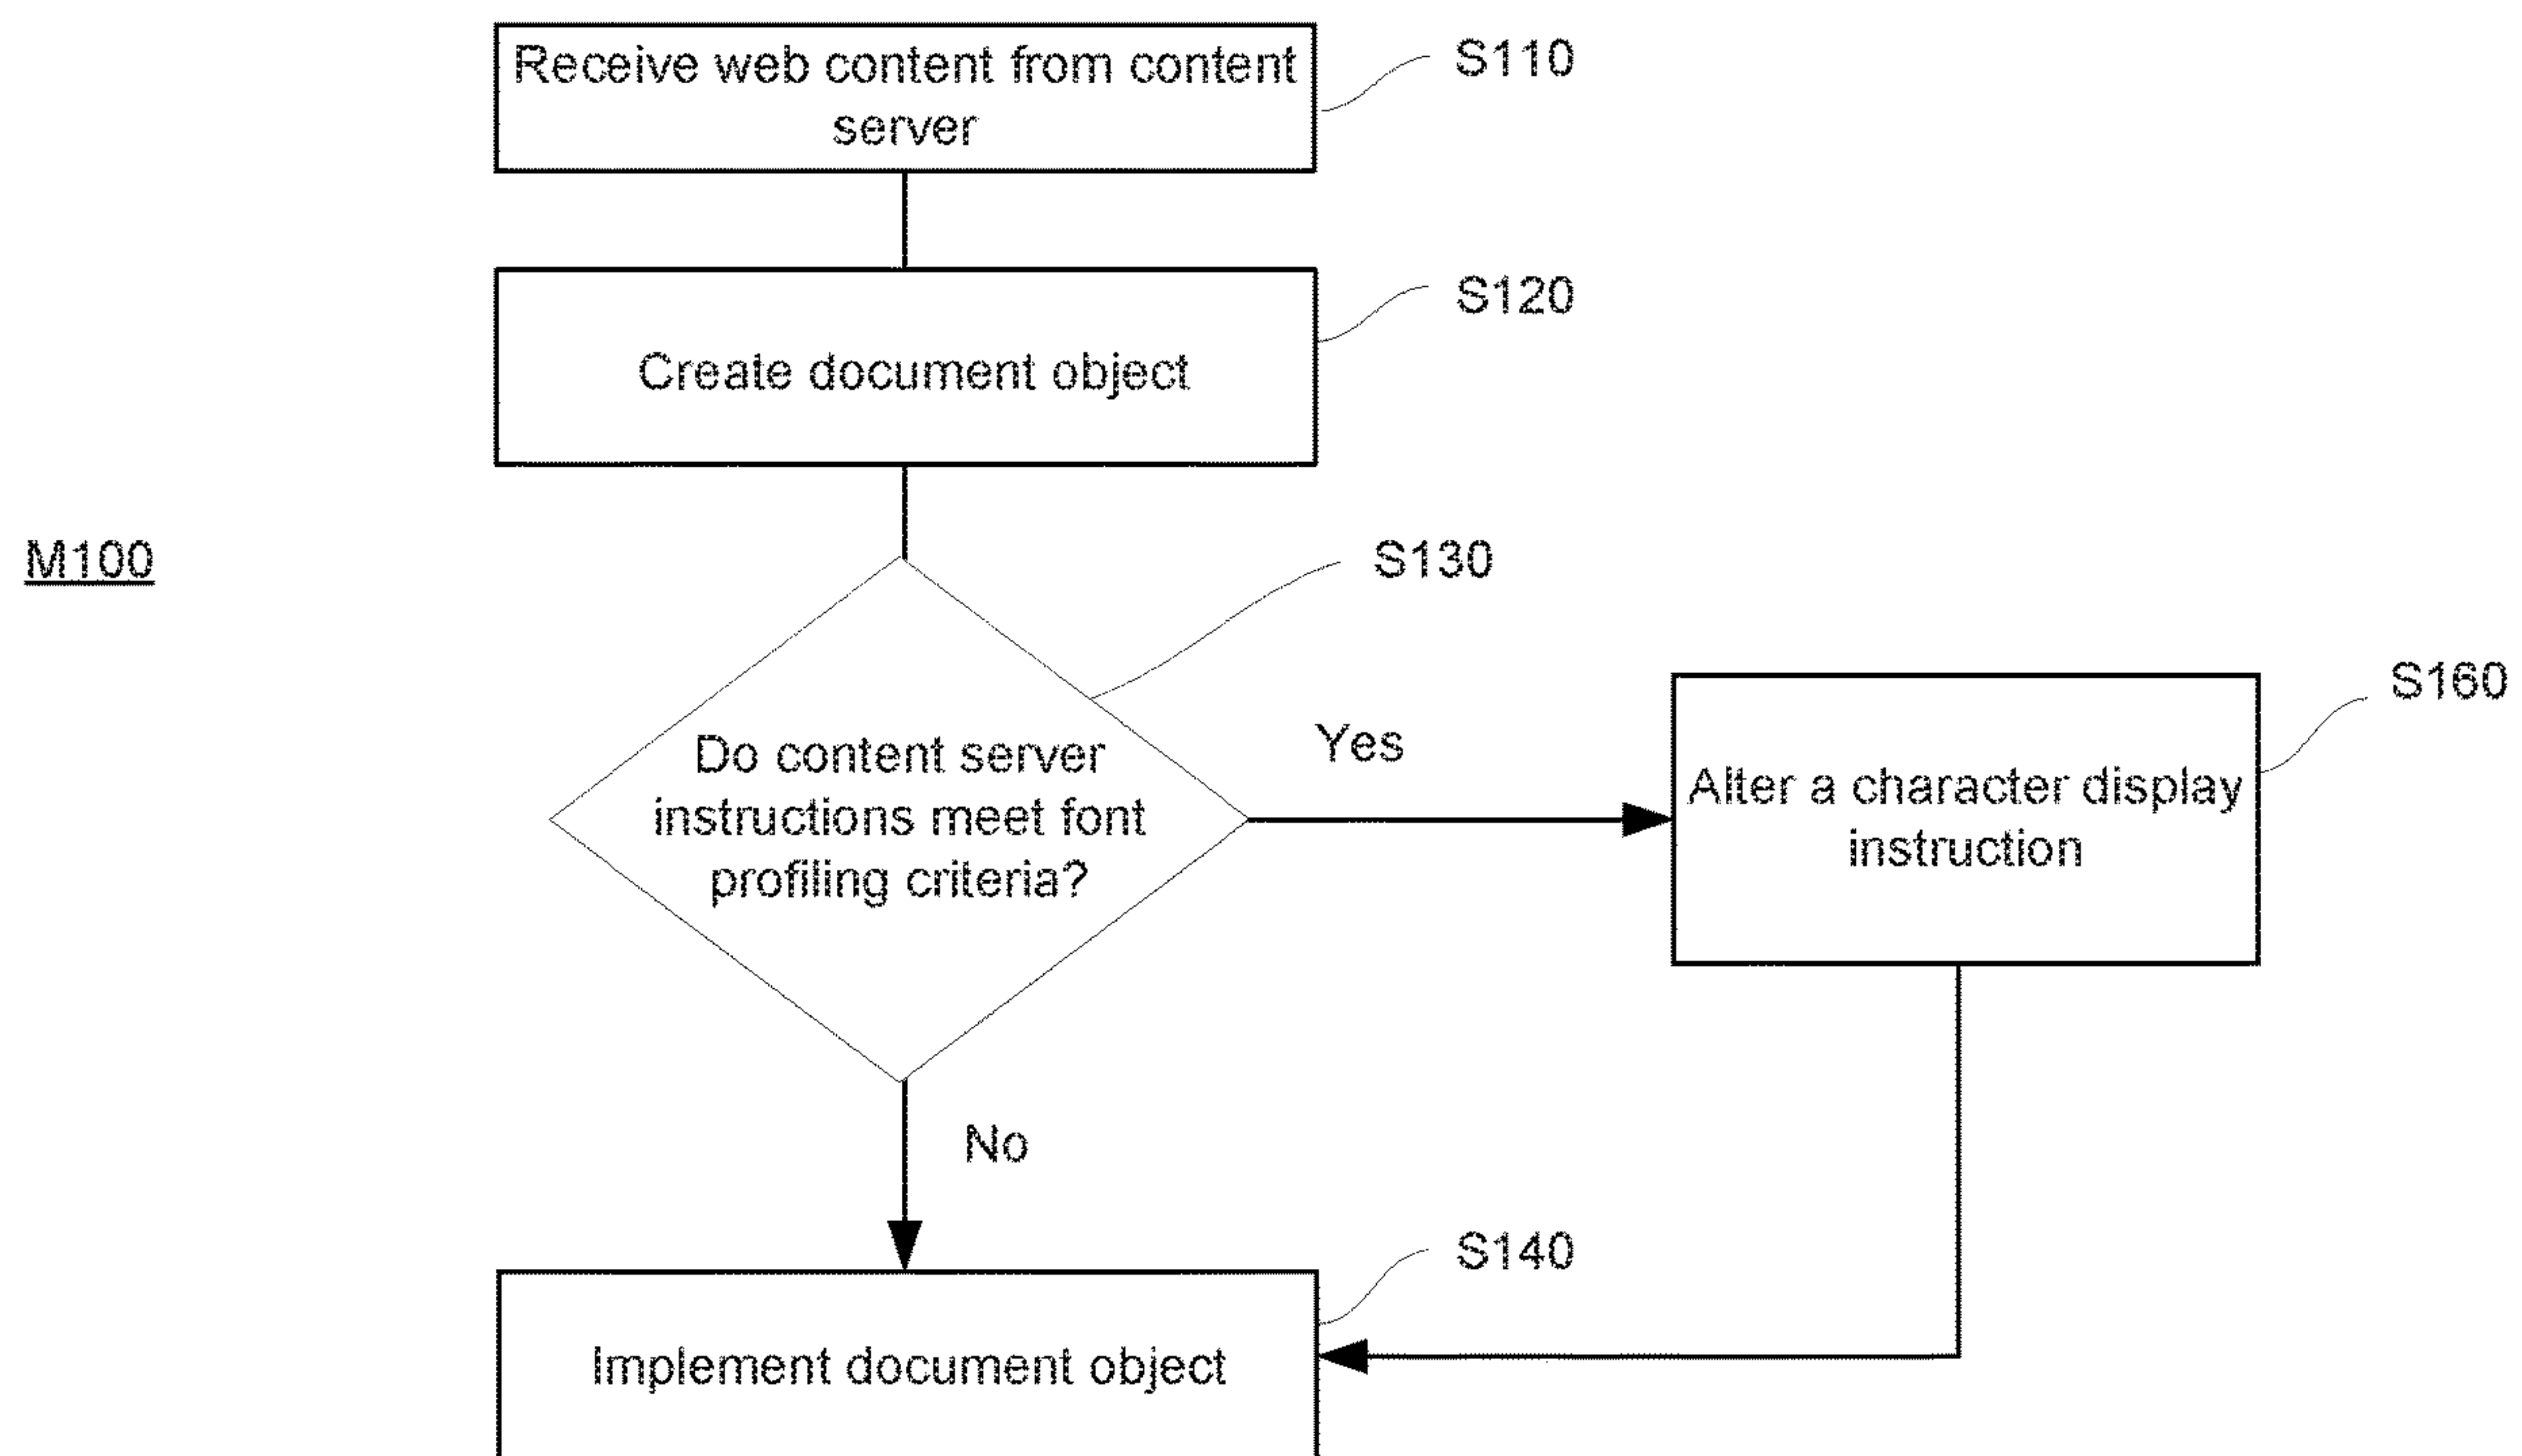 Receive web content from content
server
S110
Create document object
S120
M100
S130
Do content server
instructions meet font
profiling criteria?
Yes
S160
Alter a character display
instruction
No
S140
Implement document object